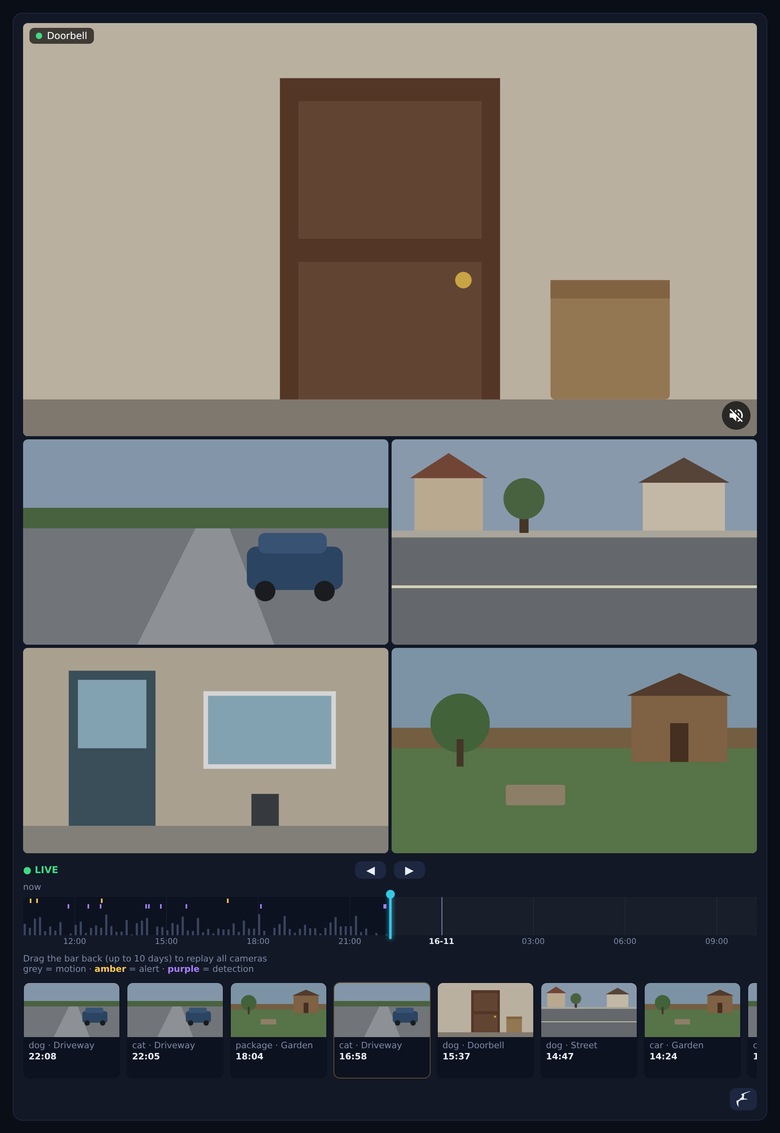 Doorbell
LIVE
now
12:00 15:00 18:00 21:00 16-11 03:00 06:00 09:00
Drag the bar back (up to 10 days) to replay all cameras
grey = motion · amber = alert · purple = detection
dog · Driveway
22:08
cat · Driveway
22:05
package · Garden
18:04
cat · Driveway
16:58
dog · Doorbell
15:37
dog · Street
14:47
car · Garden
14:24